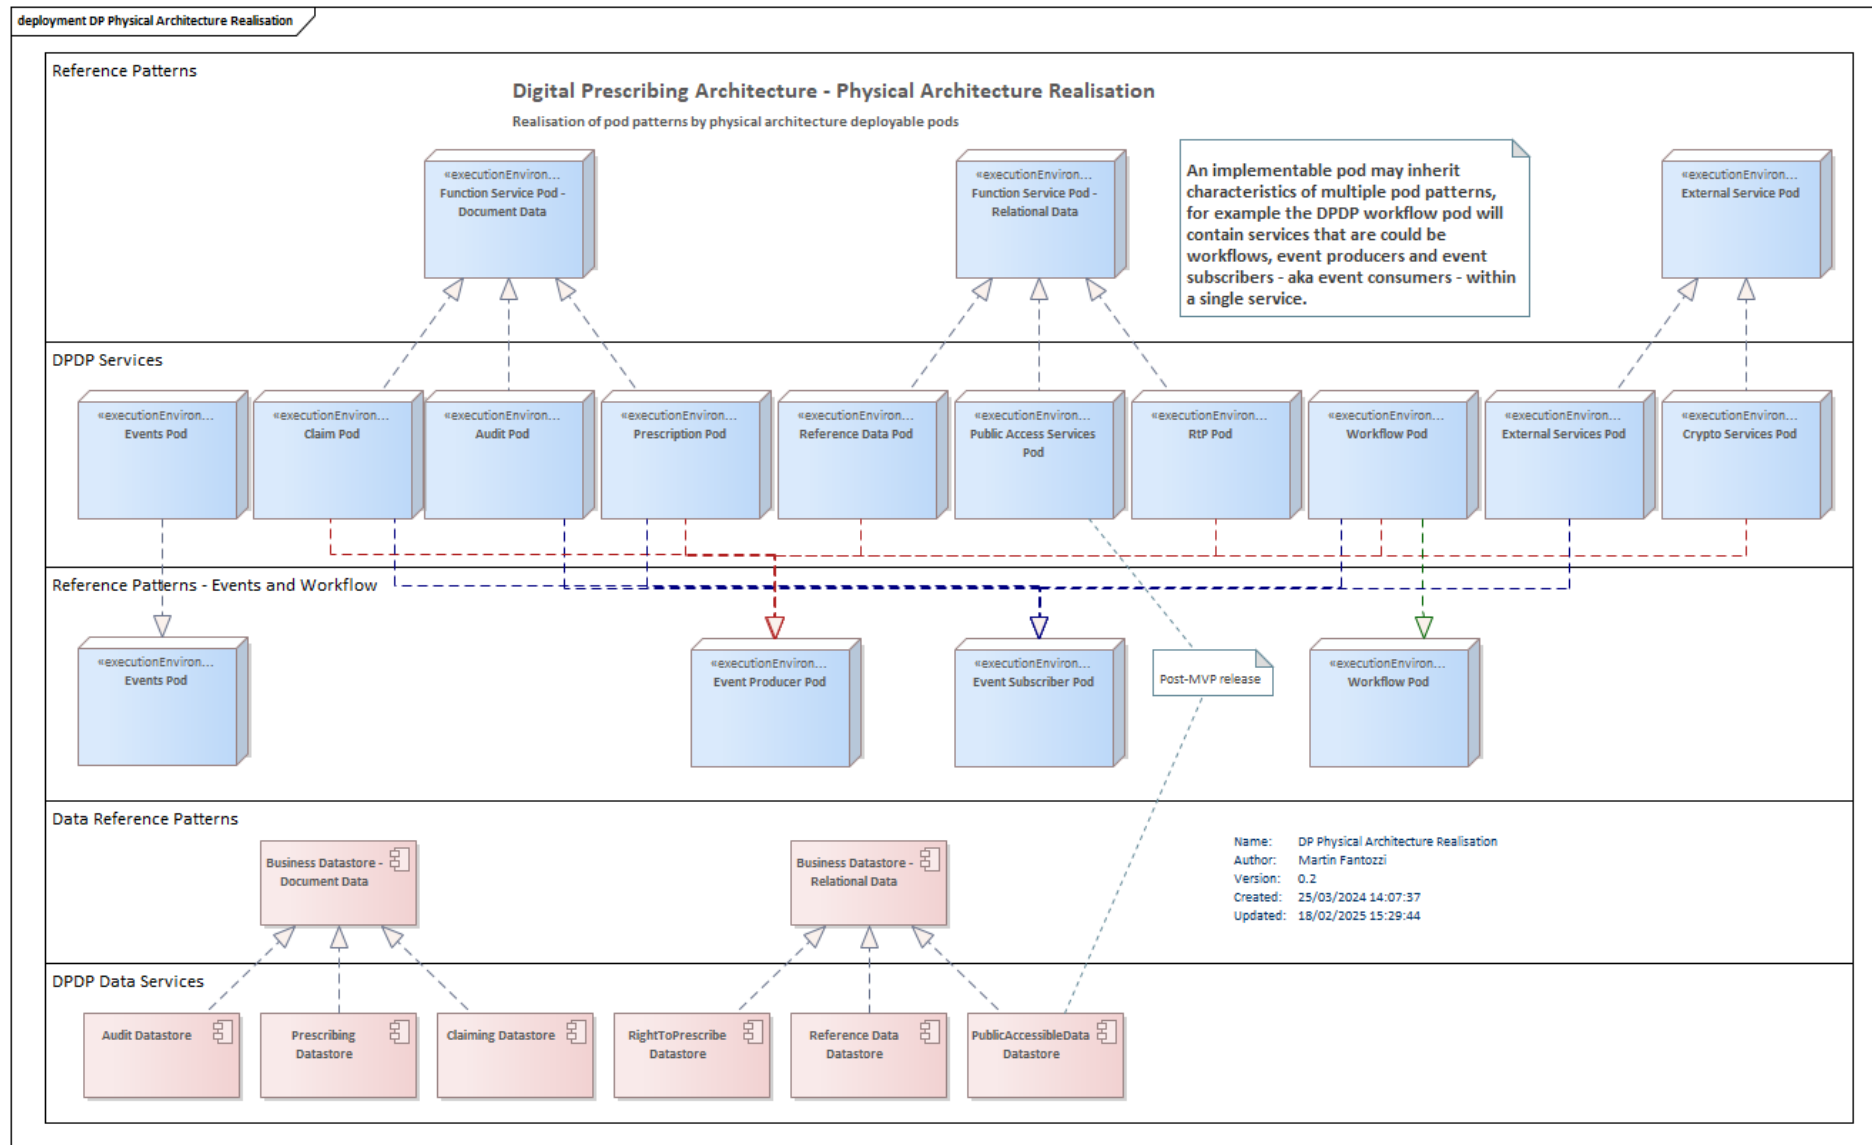 deployment DP Physical Architecture Realisation
Reference Patterns
Digital Prescribing Architecture - Physical Architecture Realisation
Realisation of pod patterns by physical architecture deployable pods
«executionEnviron...
Function Service Pod -
Document Data
«executionEnviron...
Function Service Pod -
Relational Data
An implementable pod may inherit
characteristics of multiple pod patterns,
for example the DPDP workflow pod will
contain services that are could be
workflows, event producers and event
subscribers - aka event consumers - within
a single service.
«executionEnviron...
External Service Pod
DPDP Services
«executionEnviron...
Events Pod
«executionEnviron...
Claim Pod
«executionEnviron...
Audit Pod
«executionEnviron...
Prescription Pod
«executionEnviron...
Reference Data Pod
«executionEnviron...
Public Access Services
Pod
«executionEnviron...
RtP Pod
«executionEnviron...
Workflow Pod
«executionEnviron...
External Services Pod
«executionEnviron...
Crypto Services Pod
Reference Patterns - Events and Workflow
«executionEnviron...
Events Pod
«executionEnviron...
Event Producer Pod
«executionEnviron...
Event Subscriber Pod
Post-MVP release
«executionEnviron...
Workflow Pod
Data Reference Patterns
Business Datastore -
Document Data
Business Datastore -
Relational Data
Name: DP Physical Architecture Realisation
Author: Martin Fantozzi
Version: 0.2
Created: 25/03/2024 14:07:37
Updated: 18/02/2025 15:29:44
DPDP Data Services
Audit Datastore
Prescribing
Datastore
Claiming Datastore
RightToPrescribe
Datastore
Reference Data
Datastore
PublicAccessibleData
Datastore